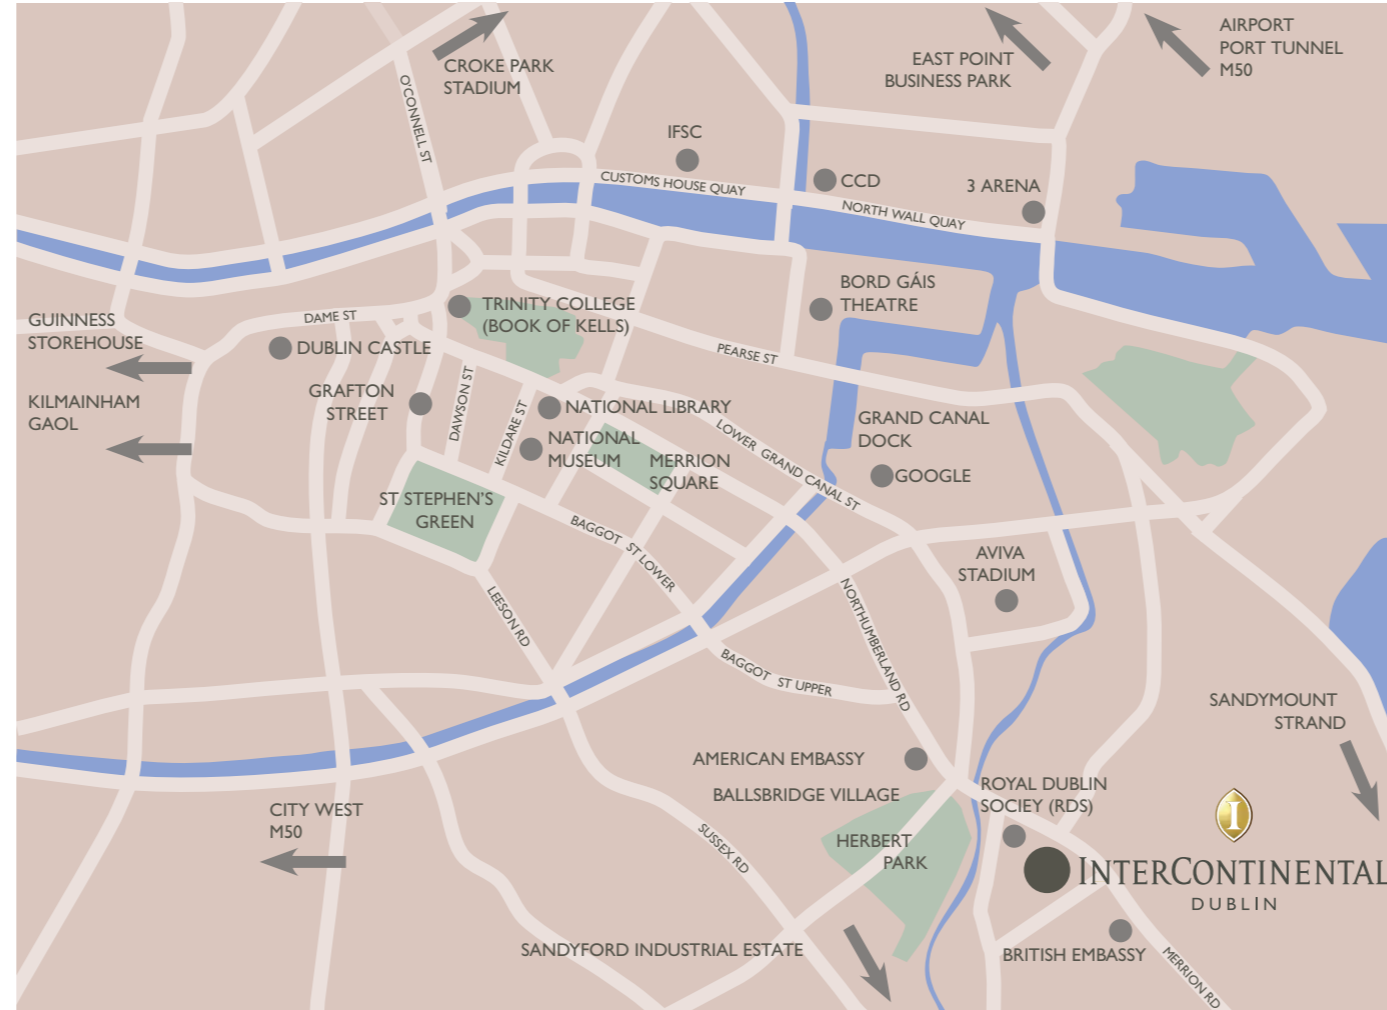 AIRPORT
PORT TUNNEL
M50
EAST POINT
BUSINESS PARK
CROKE PARK
STADIUM
O'CONNELL ST
IFSC
CUSTOMS HOUSE QUAY
CCD
3 ARENA
NORTH WALL QUAY
BORD GÁIS
THEATRE
TRINITY COLLEGE
(BOOK OF KELLS)
DAME ST
GUINNESS
STOREHOUSE
DUBLIN CASTLE
PEARSE ST
KILMAINHAM
GAOL
GRAFTON
STREET
DAWSON ST
KILDARE ST
NATIONAL LIBRARY
NATIONAL
MUSEUM
MERRION
SQUARE
LOWER GRAND CANAL ST
GRAND CANAL
DOCK
GOOGLE
ST STEPHEN'S
GREEN
BAGGOT ST LOWER
AVIVA
STADIUM
LEESON RD
NORTHUMBERLAND RD
BAGGOT ST UPPER
SANDYMOUNT
STRAND
AMERICAN EMBASSY
BALLSBRIDGE VILLAGE
ROYAL DUBLIN
SOCIEY (RDS)
CITY WEST
M50
SUSSEX RD
HERBERT
PARK
I
INTERCONTINENTAL
DUBLIN
SANDYFORD INDUSTRIAL ESTATE
BRITISH EMBASSY
MERRION RD